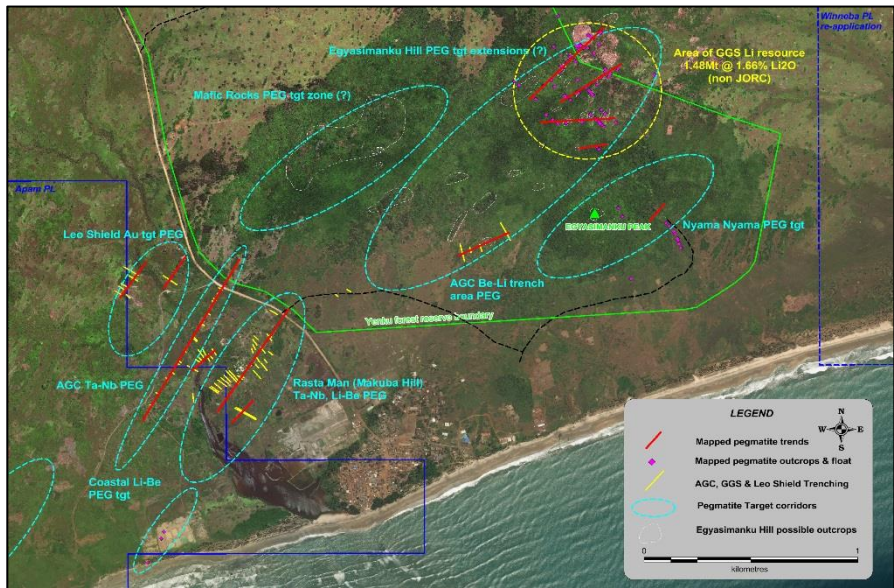 Winneba PL
re-application
Egyasimanku Hill PEG tgt extensions (?)
Area of GGS Li resource
1.48Mt @ 1.66% Li2O
(non JORC)
Mafic Rocks PEG tgt zone (?)
Apam PL
Leo Shield Au tgt PEG
EGYASIMANKU PEAK
Nyama Nyama PEG tgt
AGC Be-Li trench
area PEG
Yenku forest reserve boundary
AGC Ta-Nb PEG
Rasta Man (Makuba Hill)
Ta-Nb, Li-Be PEG
Coastal Li-Be
PEG tgt
LEGEND
N
W E
S
Mapped pegmatite trends
Mapped pegmatite outcrops & float
AGC, GGS & Leo Shield Trenching
Pegmatite Target corridors
Egyasimanku Hill possible outcrops
0 1
kilometres